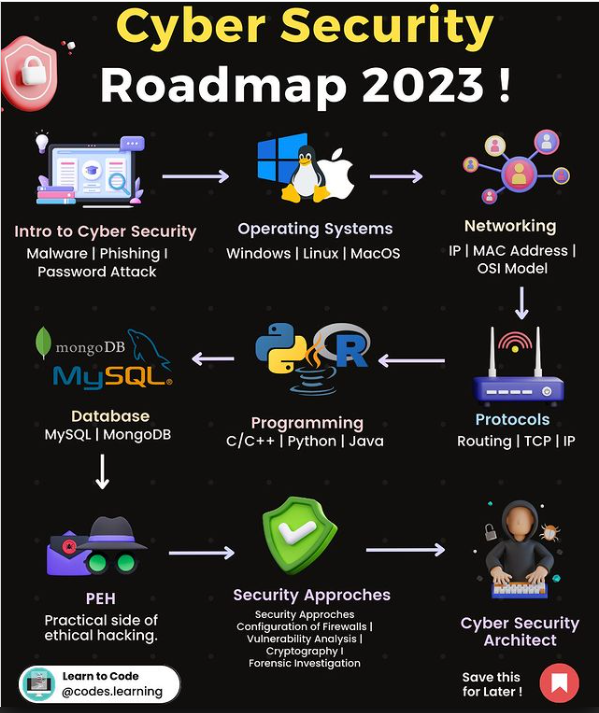 Cyber Security
Roadmap 2023 !
Intro to Cyber Security
Malware | Phishing I
Password Attack
Operating Systems
Windows | Linux | MacOS
Networking
IP | MAC Address |
OSI Model
Protocols
Routing | TCP | IP
R
Programming
C/C++ | Python | Java
mongoDB
MySQL®
Database
MySQL | MongoDB
PEH
Practical side of
ethical hacking.
Security Approches
Security Approches
Configuration of Firewalls |
Vulnerability Analysis |
Cryptography I
Forensic Investigation
Cyber Security
Architect
Learn to Code
@codes.learning
Save this
for Later !